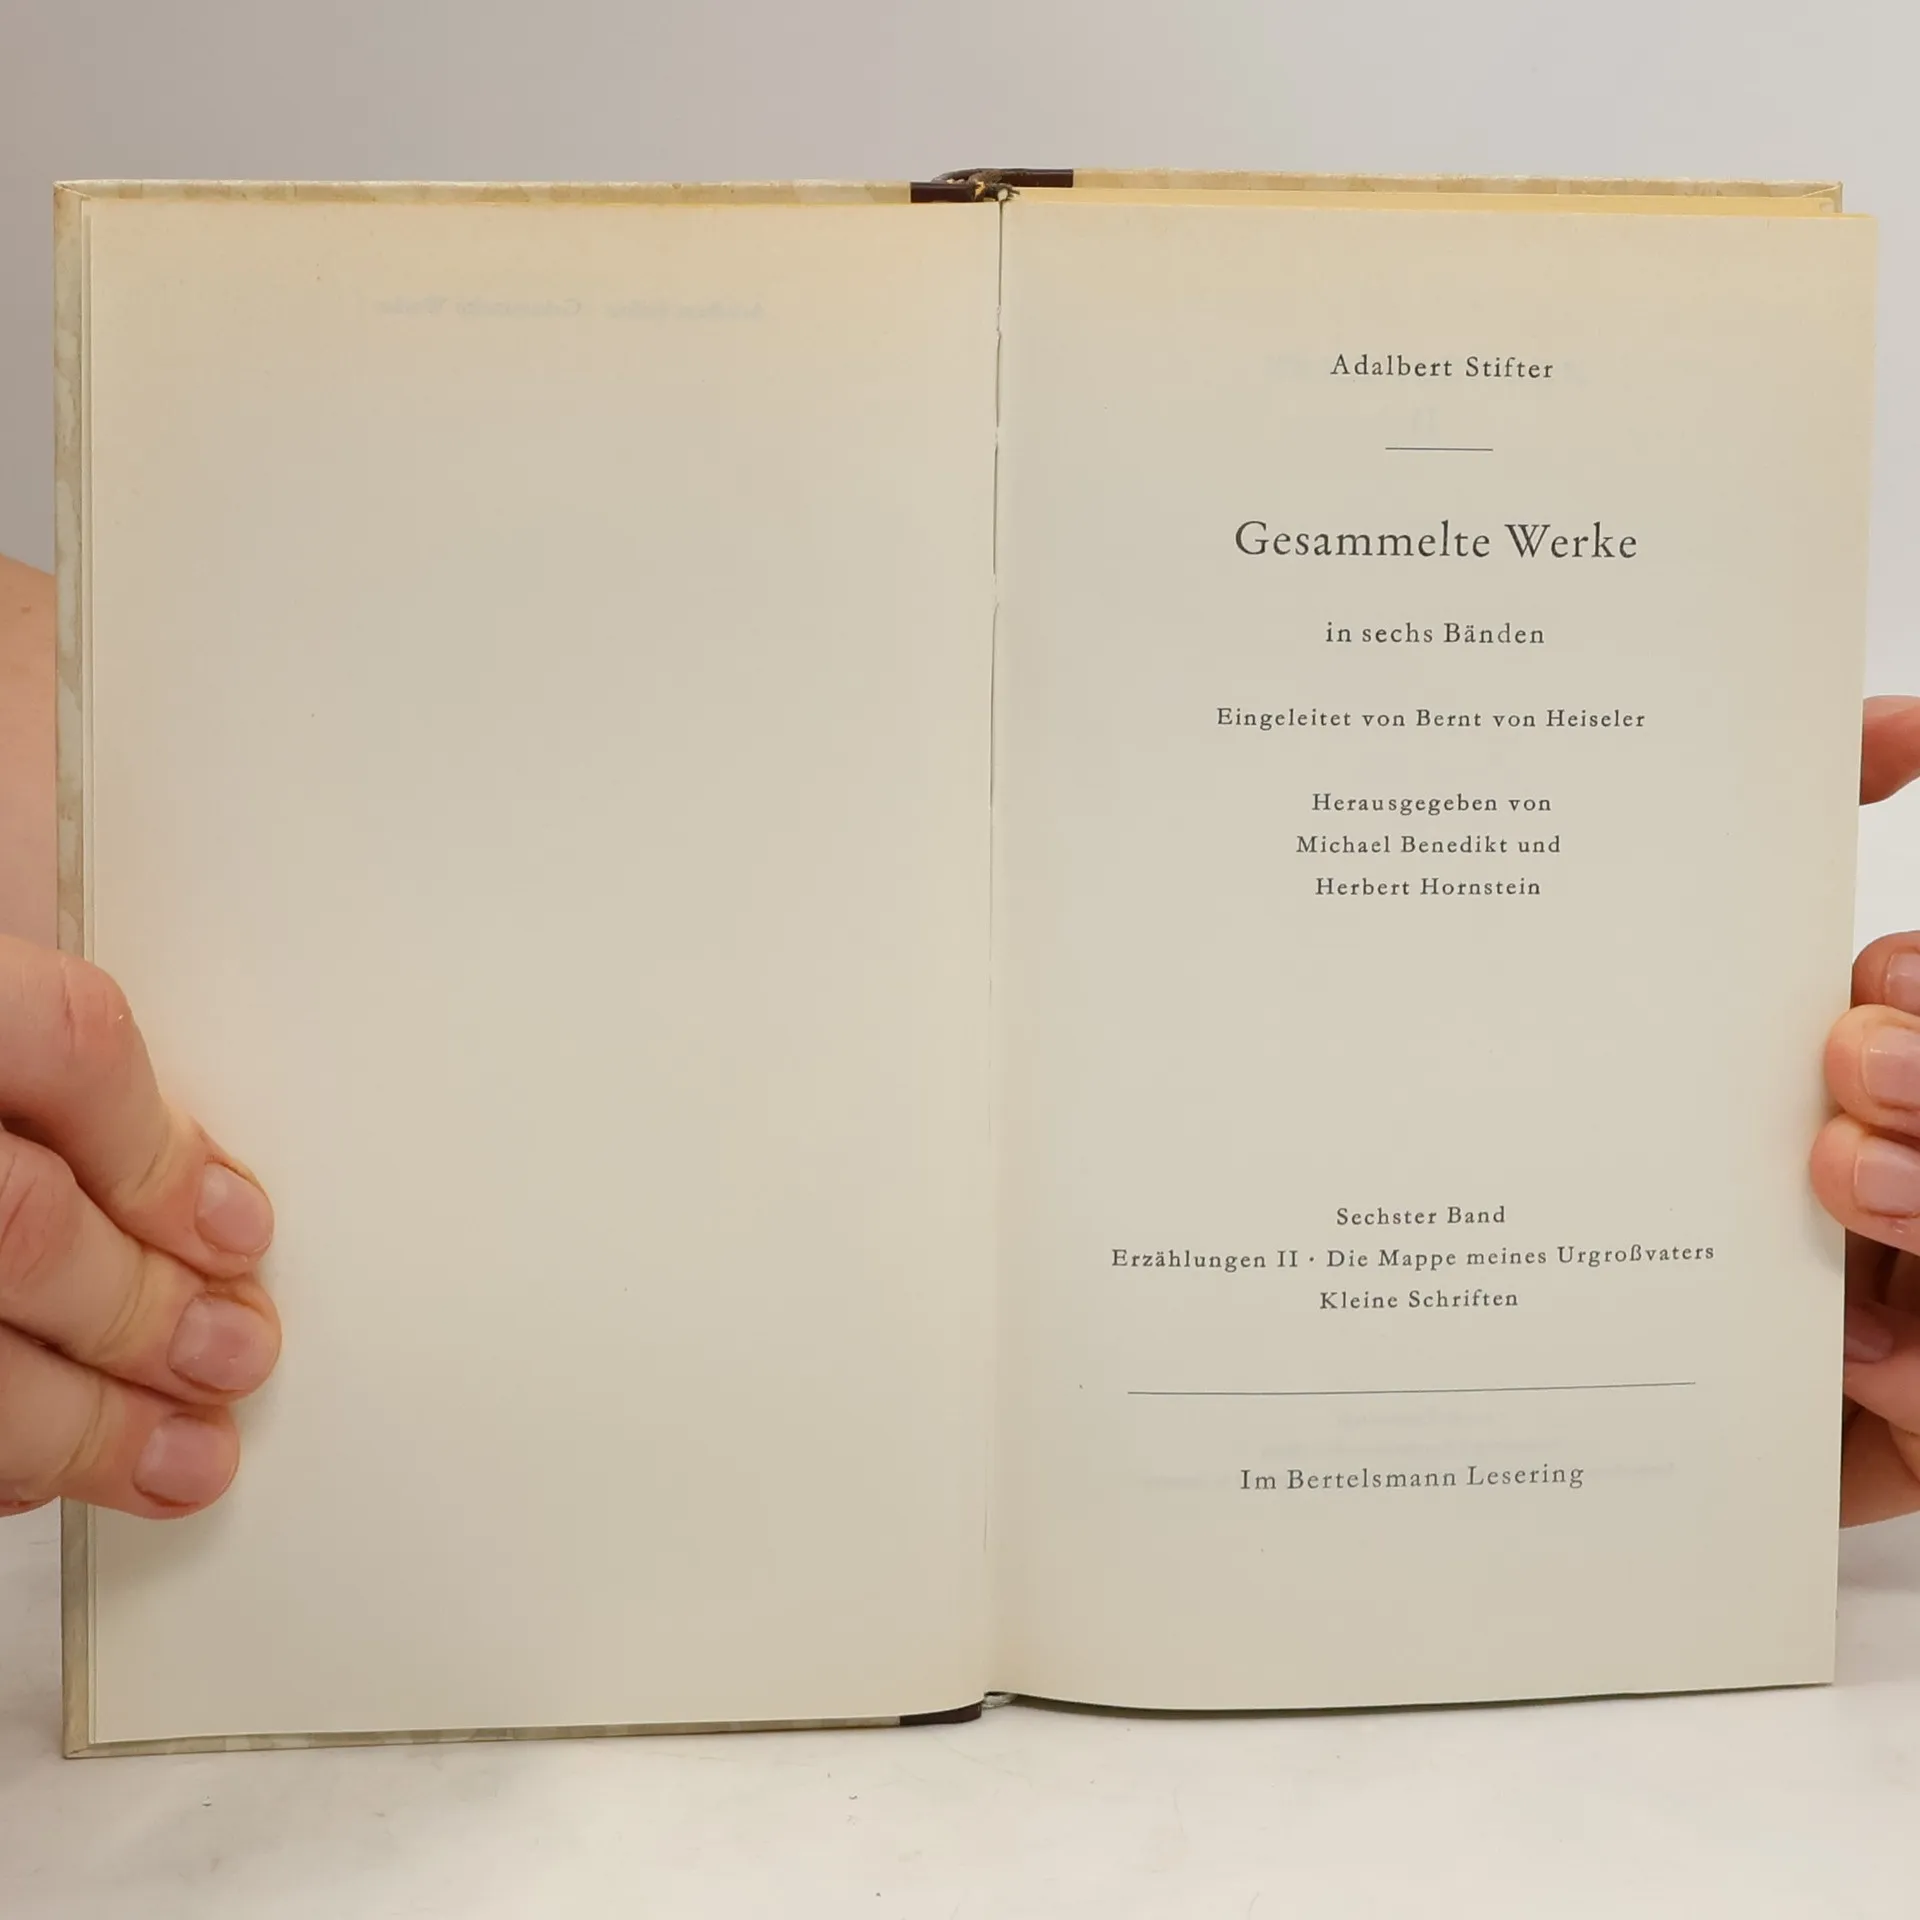 Adalbert Stifter
Gesammelte Werke
in sechs Bänden
Eingeleitet von Bernt von Heiseler
Herausgegeben von
Michael Benedikt und
Herbert Hornstein
Sechster Band
Erzählungen II · Die Mappe meines Urgroßvaters
Kleine Schriften
Im Bertelsmann Lesering